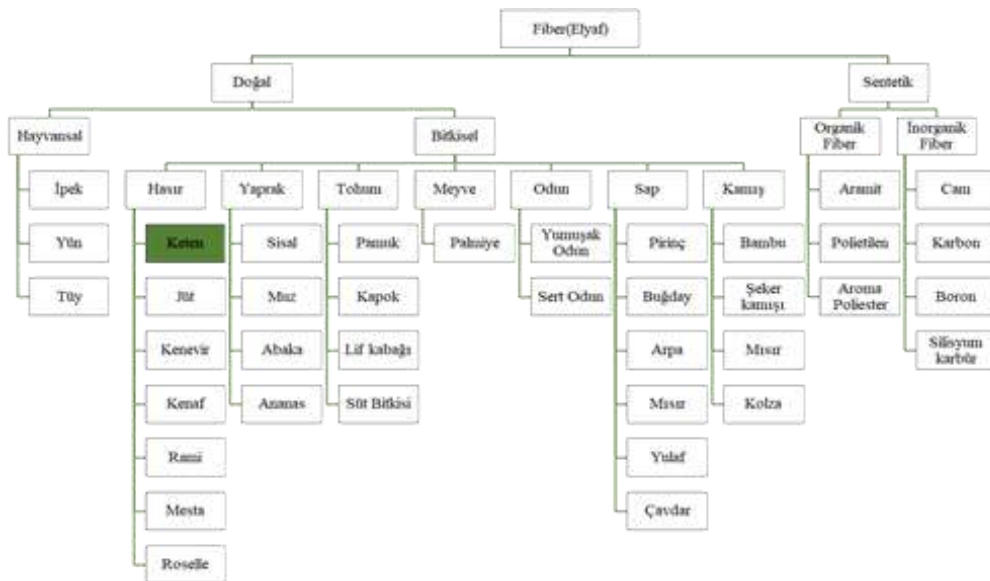 Fiber(Elyaf)
Doğal
Sentetik
Hayvansal
Bitkisel
Organik
Fiber
İnorganik
Fiber
İpek
Yün
Tüy
Hasır
Yaprak
Tohum
Meyve
Odun
Sap
Kamış
Keten
Jüt
Kenevir
Kenaf
Rami
Mesta
Roselle
Sisal
Muz
Abaka
Ananas
Pamuk
Kapok
Lif kabağı
Süt Bitkisi
Palmiye
Yumuşak
Odun
Sert Odun
Pirinç
Buğday
Arpa
Mısır
Yulaf
Çavdar
Bambu
Şeker
kamışı
Mısır
Kolza
Aramit
Polietilen
Aroma
Poliester
Cam
Karbon
Boron
Silisyum
karbür